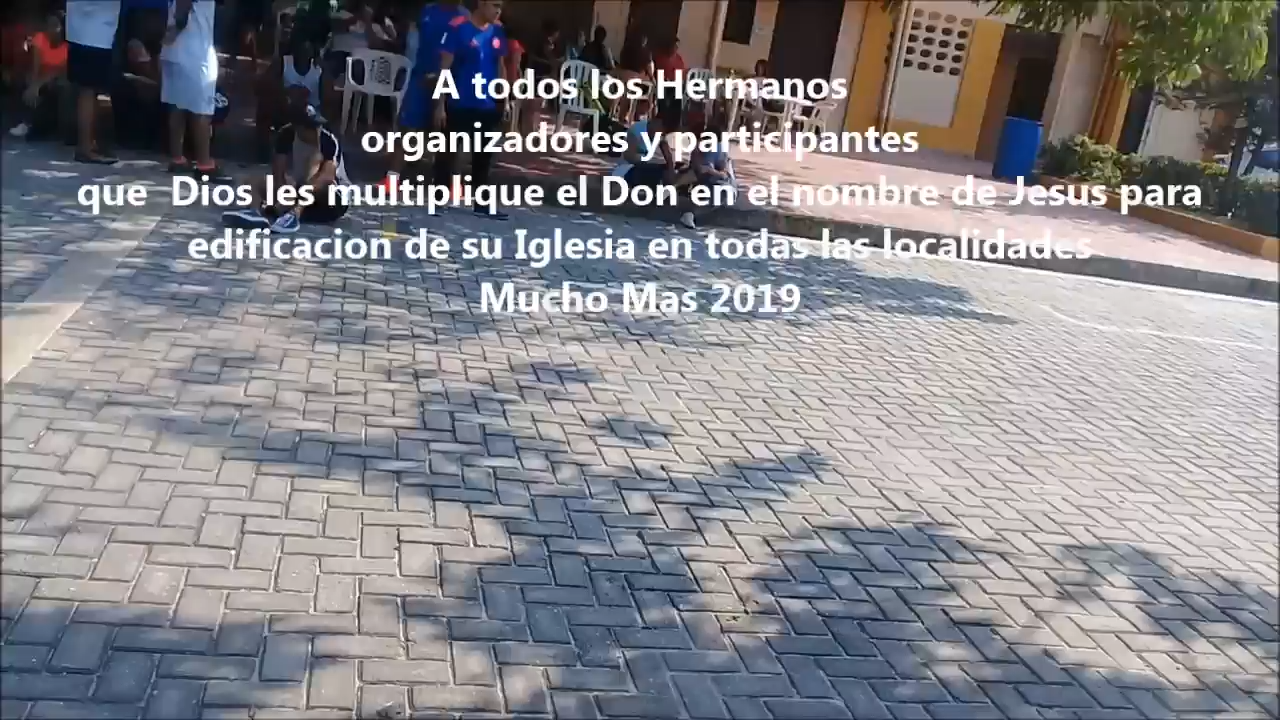 A todos los Hermanos
organizadores y participantes
que  Dios les multiplique el Don en el nombre de Jesus para
edificacion de su Iglesia en todas las localidades
Mucho Mas 2019